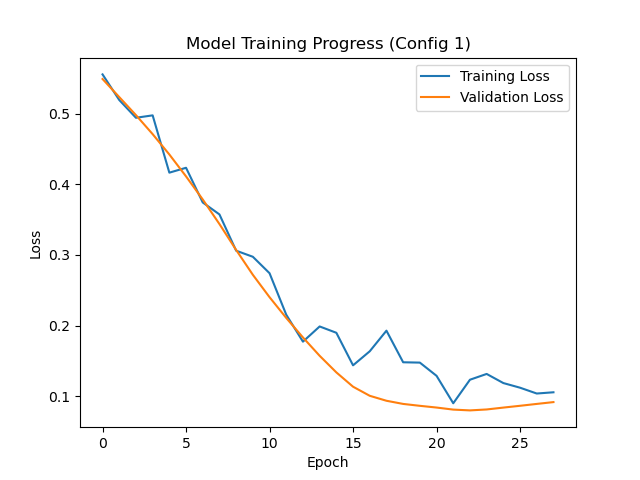 Model Training Progress (Config 1)
Training Loss
Validation Loss
Loss
0.5
0.4
0.3
0.2
0.1
0 5 10 15 20 25
Epoch